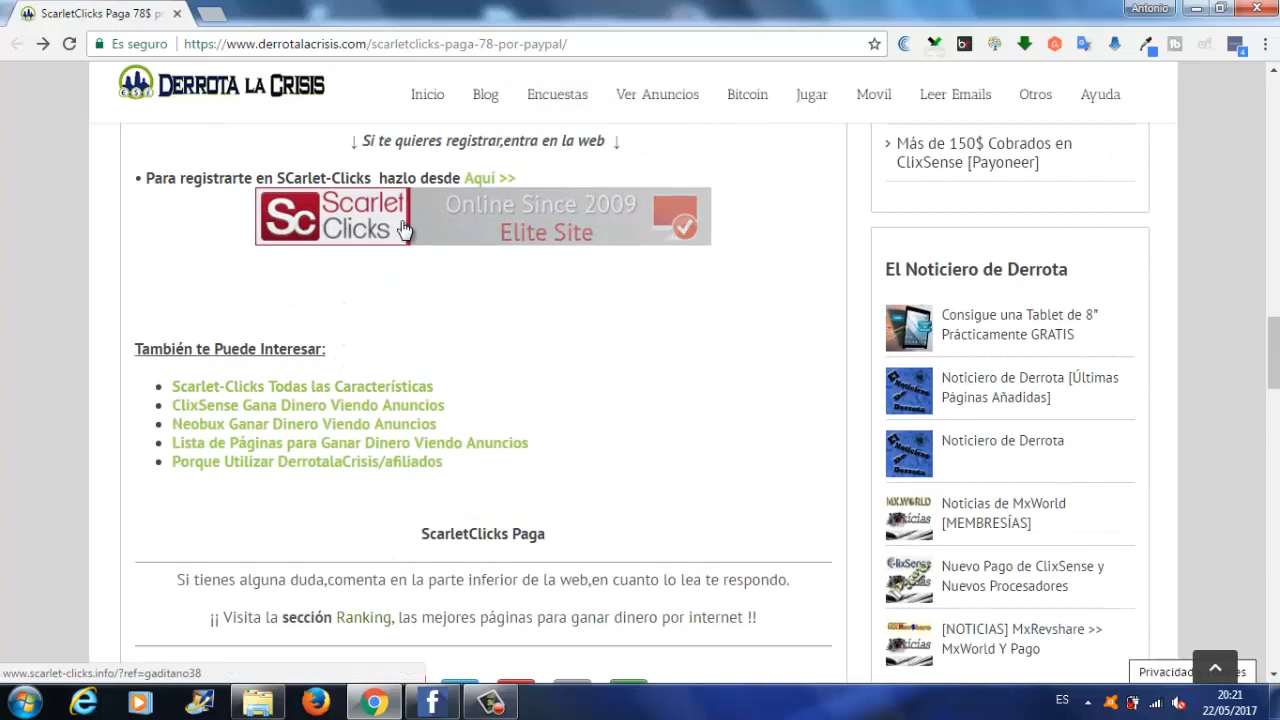 ScarletClicks Paga 78$ p
Antonio
Es seguro
https://www.derrotalacrisis.com/scarletclicks-paga-78-por-paypal/
DERROTA LA CRISIS
Inicio Blog Encuestas Ver Anuncios Bitcoin Jugar Movil Leer Emails Otros Ayuda
↓ Si te quieres registrar,entra en la web ↓
• Para registrarte en SCarlet-Clicks hazlo desde Aquí >>
Sc Scarlet Clicks
Online Since 2009
Elite Site
También te Puede Interesar:
Scarlet-Clicks Todas las Características
ClixSense Gana Dinero Viendo Anuncios
Neobux Ganar Dinero Viendo Anuncios
Lista de Páginas para Ganar Dinero Viendo Anuncios
Porque Utilizar DerrotalaCrisis/afiliados
ScarletClicks Paga
Si tienes alguna duda,comenta en la parte inferior de la web,en cuanto lo lea te respondo.
¡¡ Visita la sección Ranking, las mejores páginas para ganar dinero por internet !!
Más de 150$ Cobrados en
ClixSense [Payoneer]
El Noticiero de Derrota
Consigue una Tablet de 8″
Prácticamente GRATIS
Noticiero de Derrota [Últimas
Páginas Añadidas]
Noticiero de Derrota
Noticias de MxWorld
[MEMBRESÍAS]
Nuevo Pago de ClixSense y
Nuevos Procesadores
[NOTICIAS] MxRevshare >>
MxWorld Y Pago
www.scarlet-clicks.info/?ref=gaditano38
ES
20:21
22/05/2017